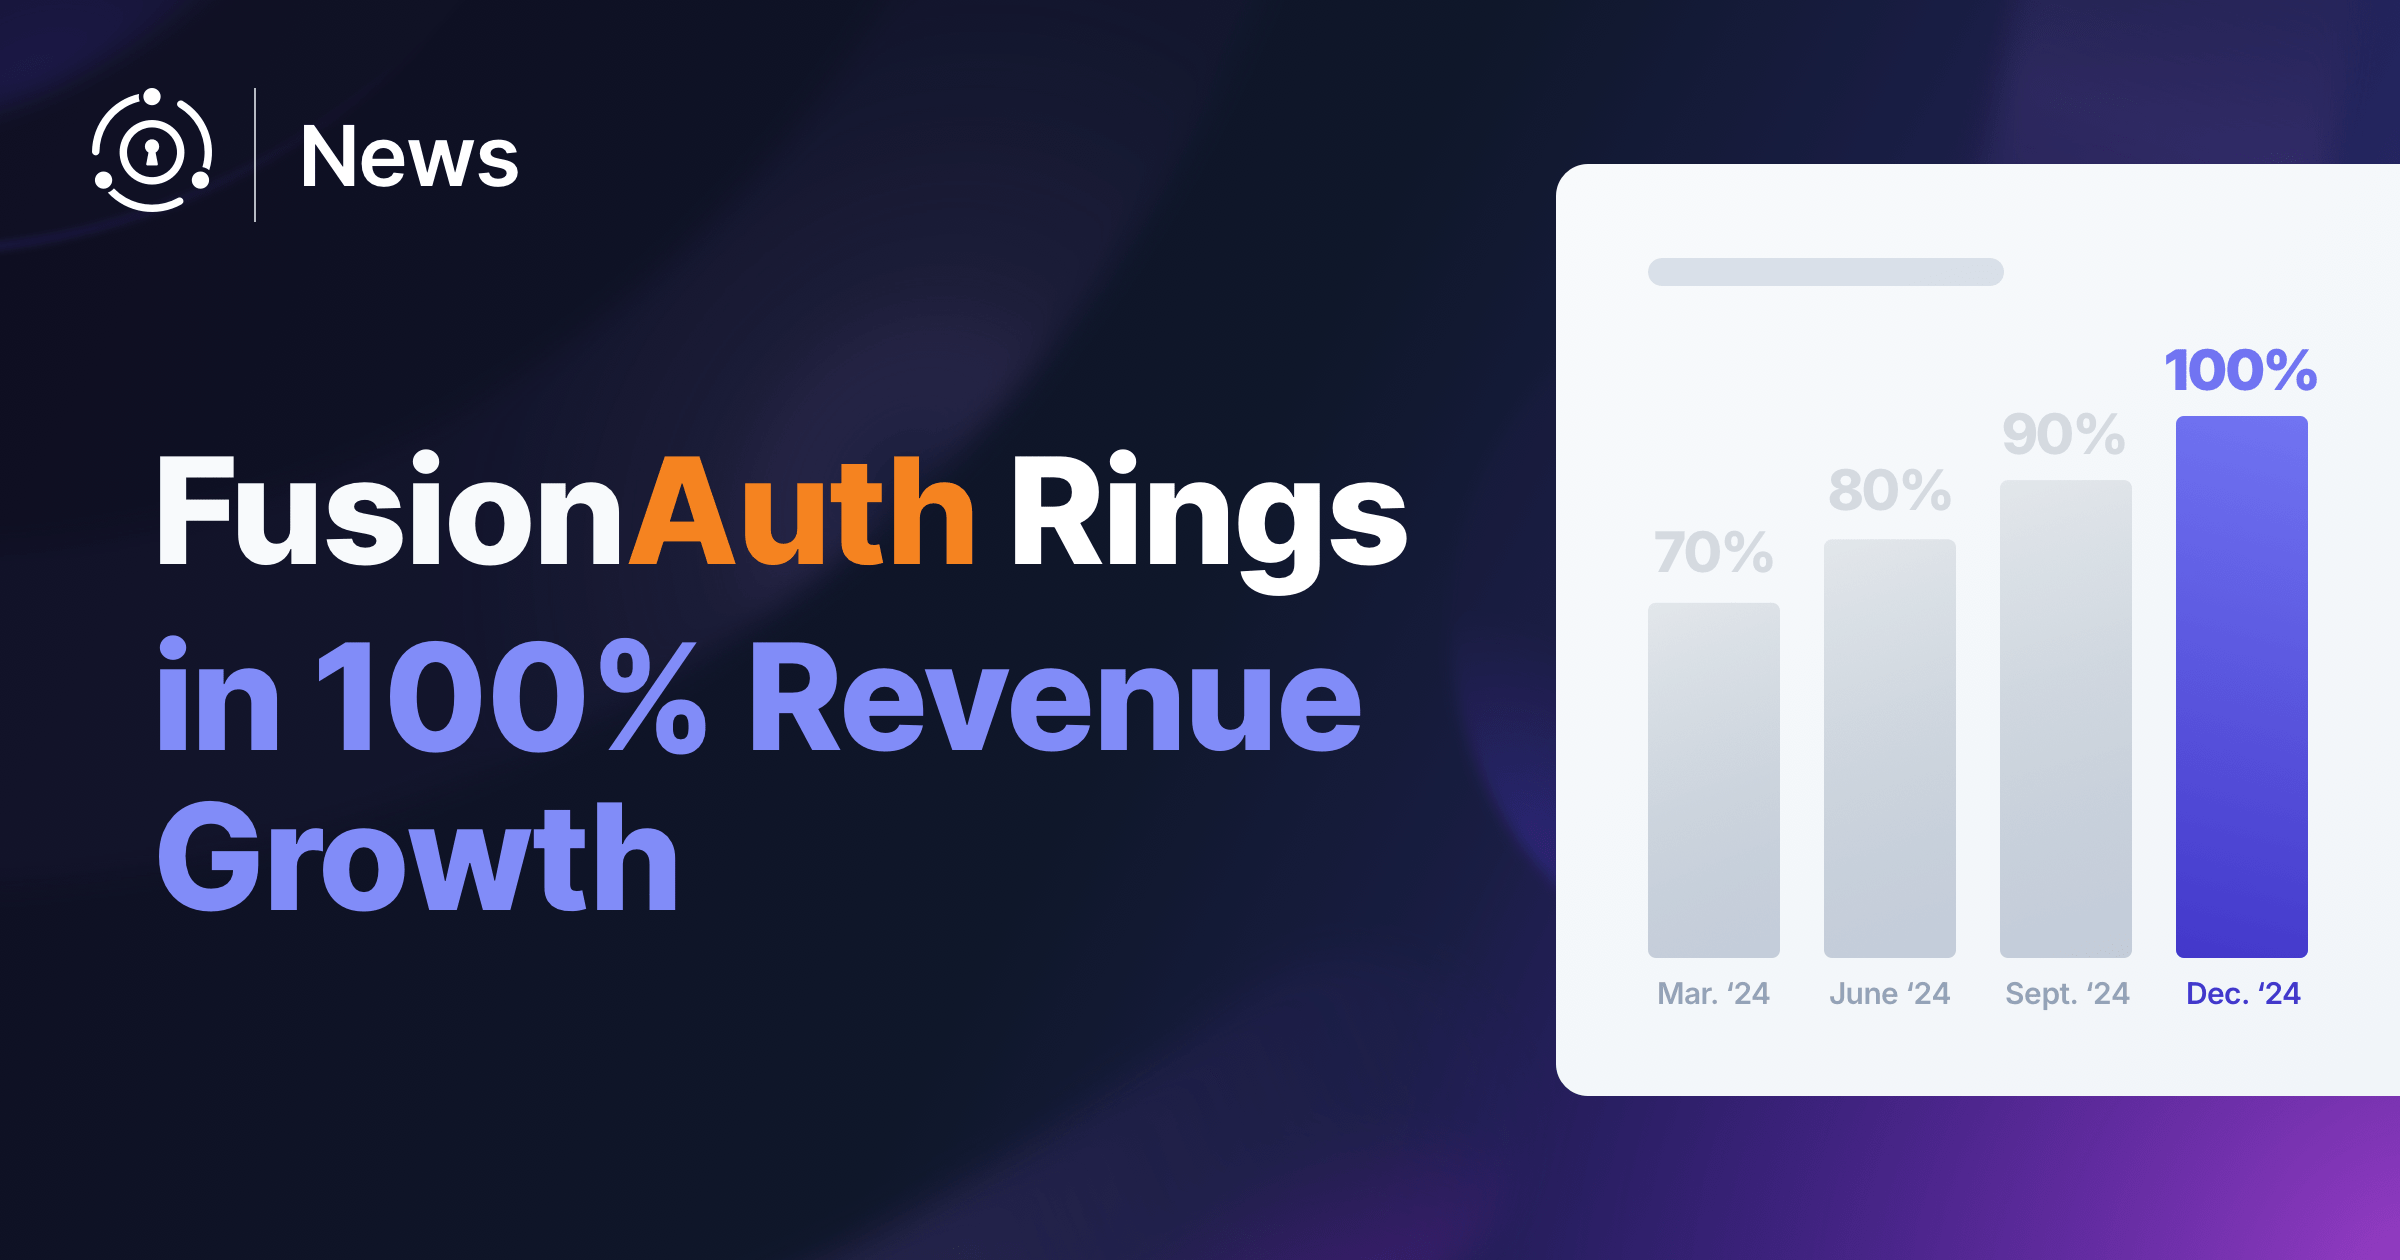 News
FusionAuth Rings
in 100% Revenue
Growth
100%
90%
80%
70%
Mar. ‘24
June ‘24
Sept. ‘24
Dec. ‘24